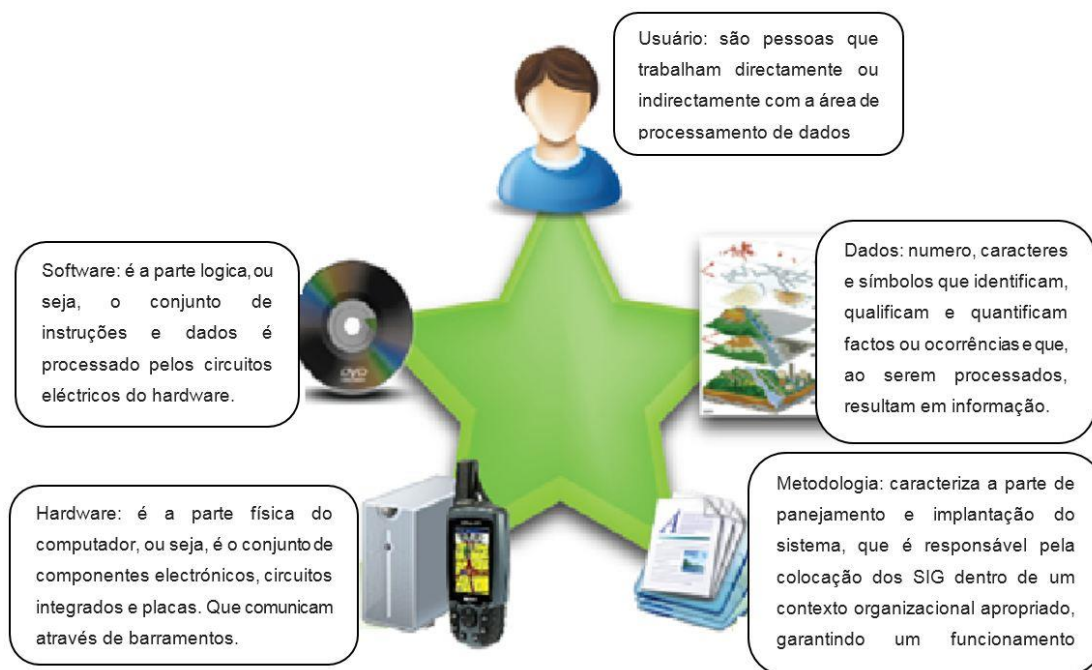 Usuário: são pessoas que
trabalham directamente ou
indirectamente com a área de
processamento de dados
Software: é a parte logica, ou
seja, o conjunto de
instruções e dados é
processado pelos circuitos
eléctricos do hardware.
DVD
Dados: numero, caracteres
e símbolos que identificam,
qualificam e quantificam
factos ou ocorrências e que,
ao serem processados,
resultam em informação.
Hardware: é a parte física do
computador, ou seja, é o conjunto de
componentes electrónicos, circuitos
integrados e placas. Que comunicam
através de barramentos.
A
Metodologia: caracteriza a parte de
panejamento e implantação do
sistema, que é responsável pela
colocação dos SIG dentro de um
contexto organizacional apropriado,
garantindo um funcionamento